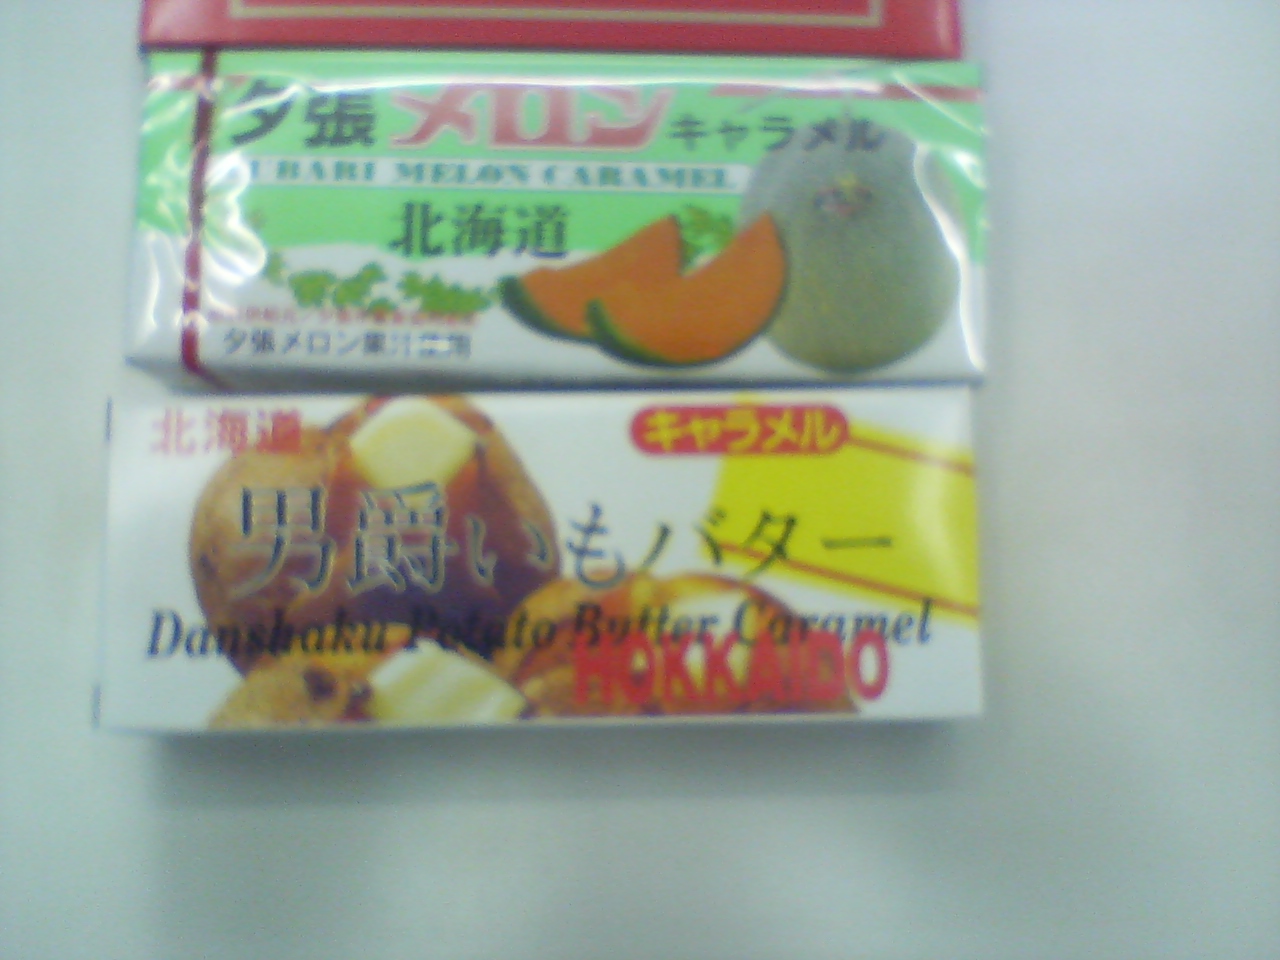 夕張メロンキャラメル
UBARI MELON CARAMEL
北海道
夕張メロン果汁使用
北海道
キャラメル
男爵いもバター
Danshaku Potato Butter Caramel
HOKKAIDO